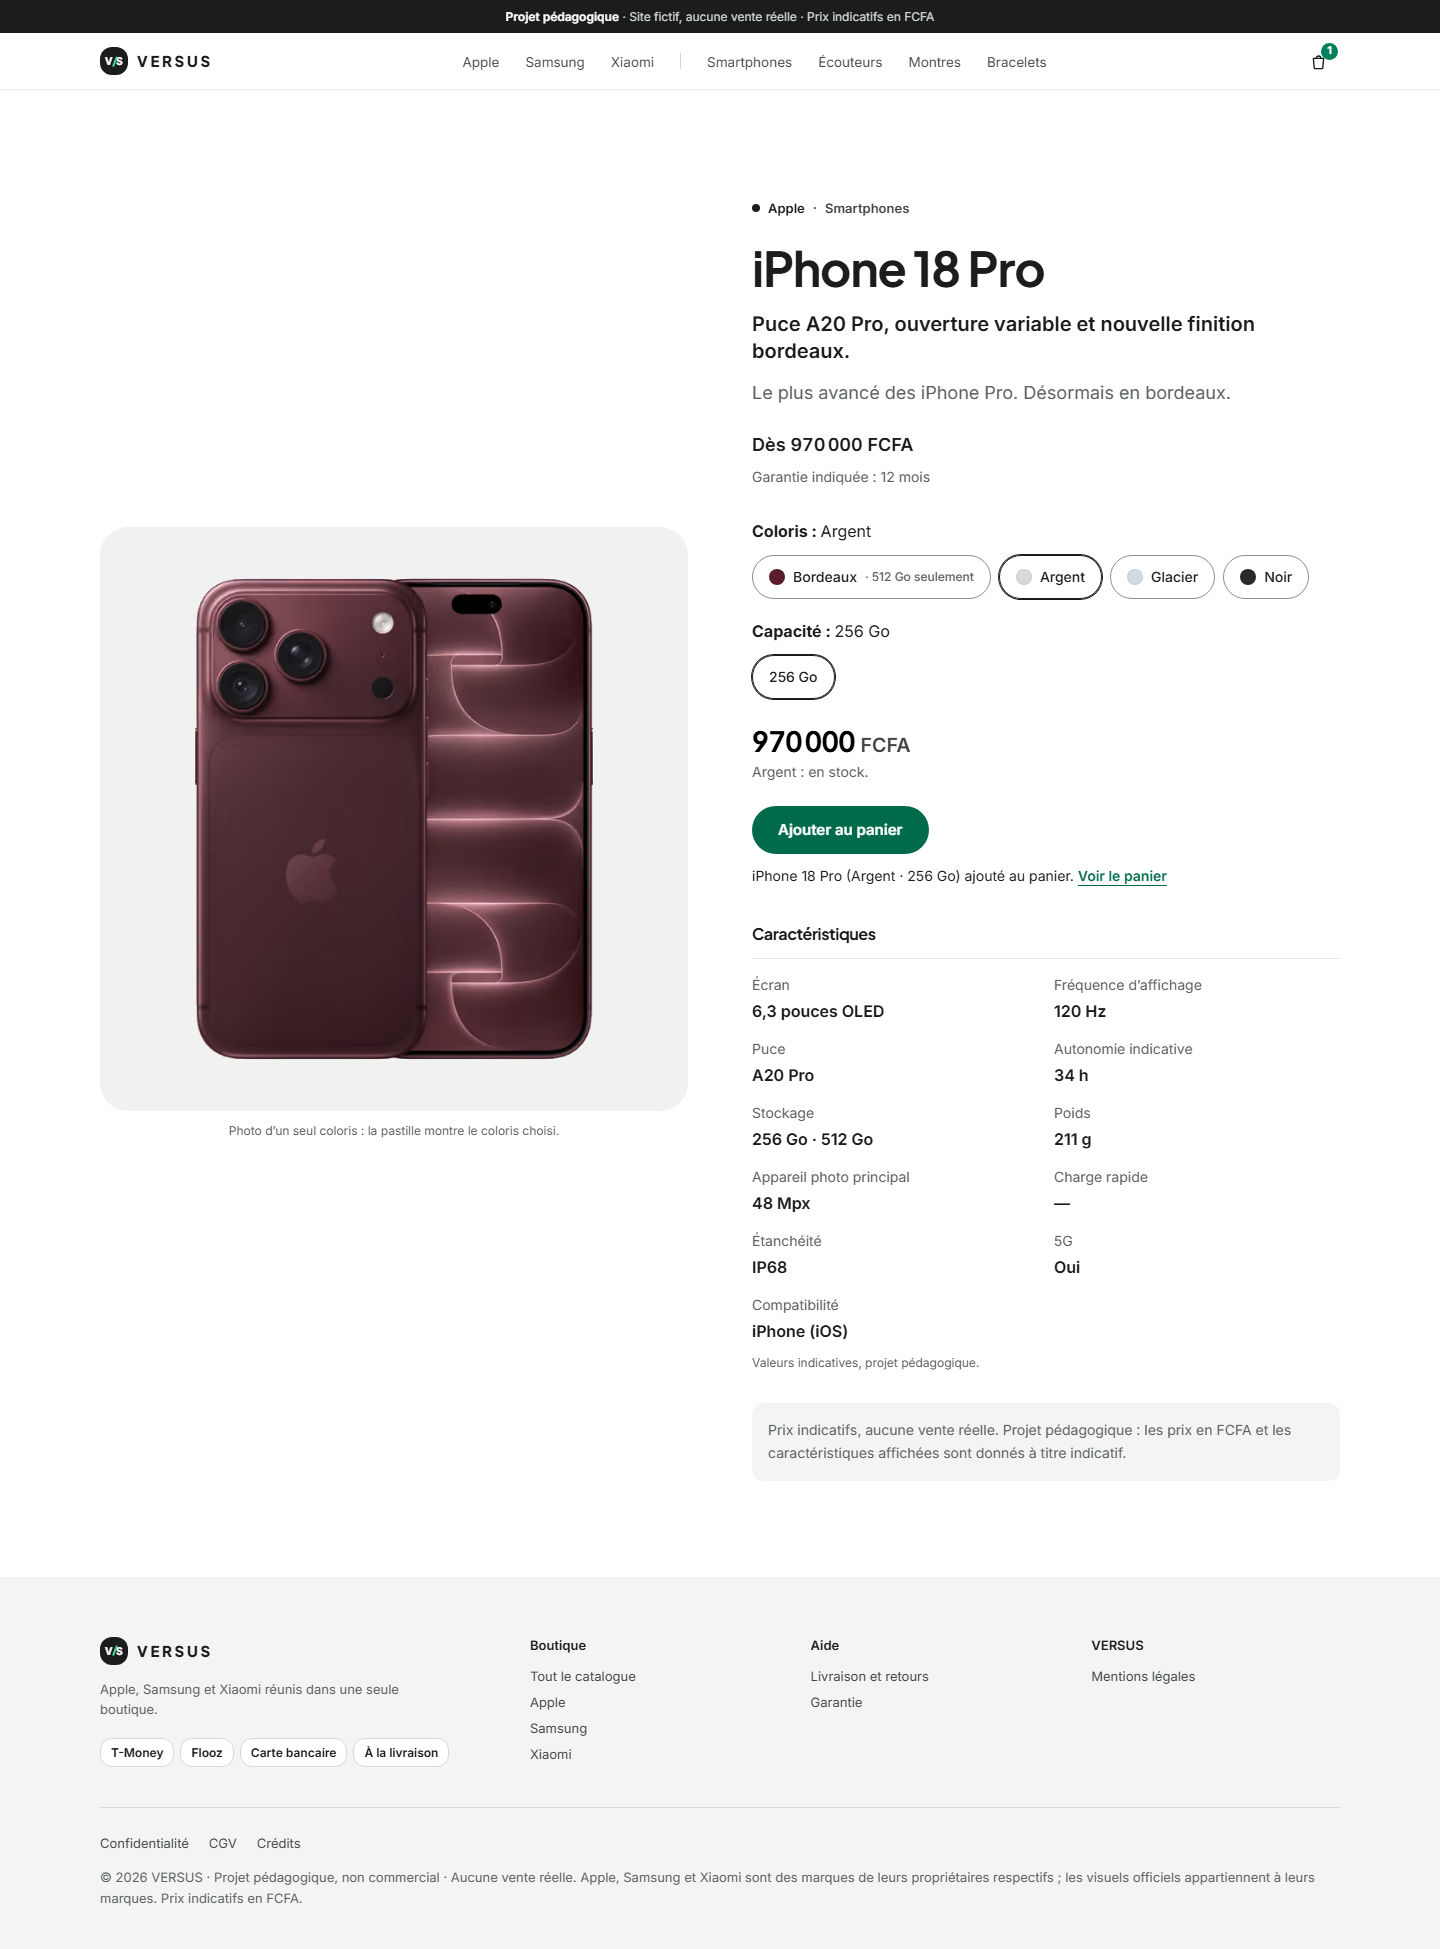 Projet pédagogique · Site fictif, aucune vente réelle · Prix indicatifs en FCFA
V/S VERSUS
Apple Samsung Xiaomi Smartphones Écouteurs Montres Bracelets
1
Apple · Smartphones
iPhone 18 Pro
Puce A20 Pro, ouverture variable et nouvelle finition
bordeaux.
Le plus avancé des iPhone Pro. Désormais en bordeaux.
Dès 970 000 FCFA
Garantie indiquée : 12 mois
Coloris : Argent
Bordeaux · 512 Go seulement Argent Glacier Noir
Capacité : 256 Go
256 Go
970 000 FCFA
Argent : en stock.
Ajouter au panier
iPhone 18 Pro (Argent · 256 Go) ajouté au panier. Voir le panier
Photo d’un seul coloris : la pastille montre le coloris choisi.
Caractéristiques
Écran
6,3 pouces OLED
Fréquence d’affichage
120 Hz
Puce
A20 Pro
Autonomie indicative
34 h
Stockage
256 Go · 512 Go
Poids
211 g
Appareil photo principal
48 Mpx
Charge rapide
—
Étanchéité
IP68
5G
Oui
Compatibilité
iPhone (iOS)
Valeurs indicatives, projet pédagogique.
Prix indicatifs, aucune vente réelle. Projet pédagogique : les prix en FCFA et les
caractéristiques affichées sont donnés à titre indicatif.
V/S VERSUS
Apple, Samsung et Xiaomi réunis dans une seule
boutique.
T-Money Flooz Carte bancaire À la livraison
Boutique
Tout le catalogue
Apple
Samsung
Xiaomi
Aide
Livraison et retours
Garantie
VERSUS
Mentions légales
Confidentialité CGV Crédits
© 2026 VERSUS · Projet pédagogique, non commercial · Aucune vente réelle. Apple, Samsung et Xiaomi sont des marques de leurs propriétaires respectifs ; les visuels officiels appartiennent à leurs
marques. Prix indicatifs en FCFA.